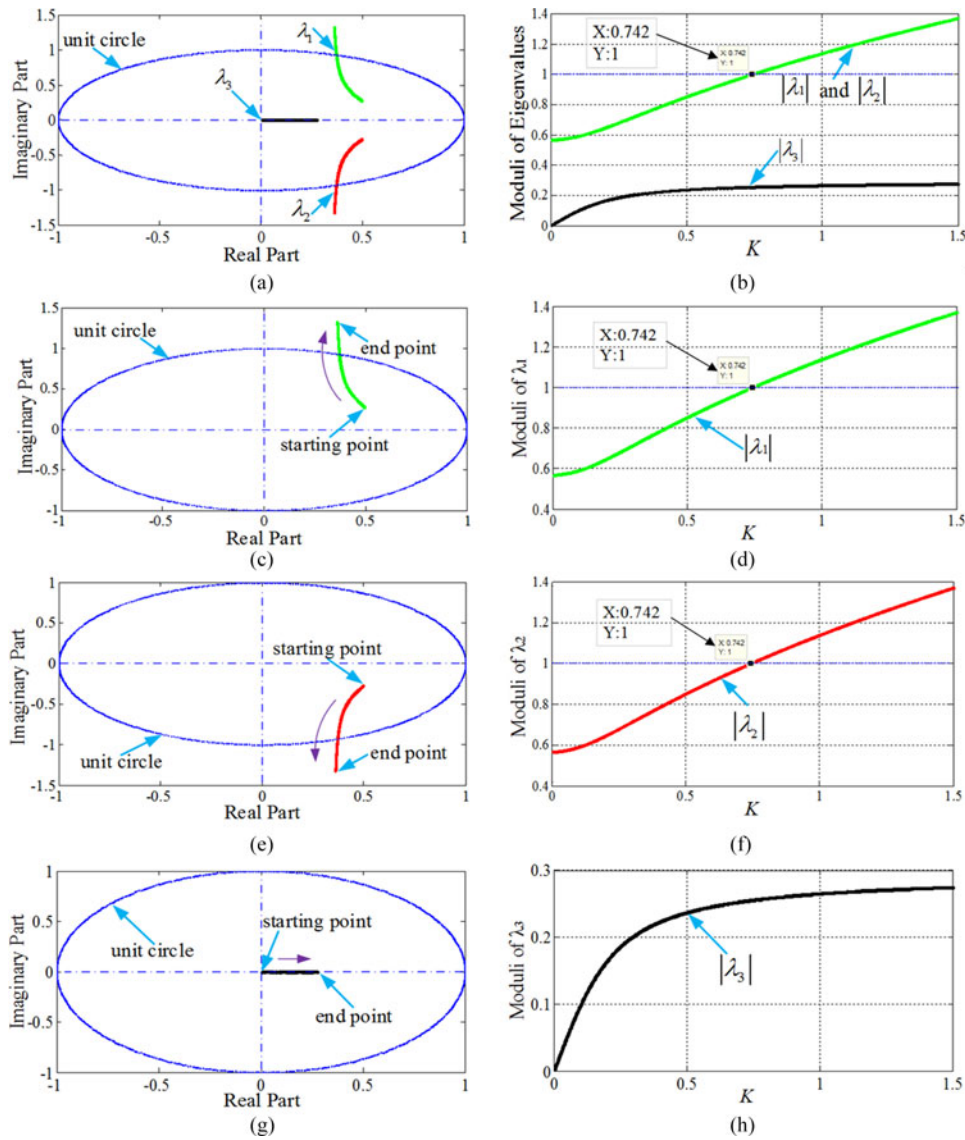 1.5
1
0.5
0
-0.5
-1
-1.5
Imaginary Part
unit circle
λ1
λ3
λ2
-1 -0.5 0 0.5 1
Real Part
(a)
1.4
1.2
1
0.8
0.6
0.4
0.2
0
Moduli of Eigenvalues
X:0.742
Y:1
X: 0.742
Y: 1
|λ1| and |λ2|
|λ3|
0 0.5 1 1.5
K
(b)
1.5
1
0.5
0
-0.5
-1
Imaginary Part
unit circle
end point
starting point
-1 -0.5 0 0.5 1
Real Part
(c)
1.4
1.2
1
0.8
0.6
0.4
Moduli of λ1
X:0.742
Y:1
X: 0.742
Y: 1
|λ1|
0 0.5 1 1.5
K
(d)
1
0.5
0
-0.5
-1
-1.5
Imaginary Part
starting point
unit circle
end point
-1 -0.5 0 0.5 1
Real Part
(e)
1.4
1.2
1
0.8
0.6
0.4
Moduli of λ2
X:0.742
Y:1
X: 0.742
Y: 1
|λ2|
0 0.5 1 1.5
K
(f)
1
0.5
0
-0.5
-1
Imaginary Part
starting point
unit circle
end point
-1 -0.5 0 0.5 1
Real Part
(g)
0.3
0.2
0.1
0
Moduli of λ3
|λ3|
0 0.5 1 1.5
K
(h)